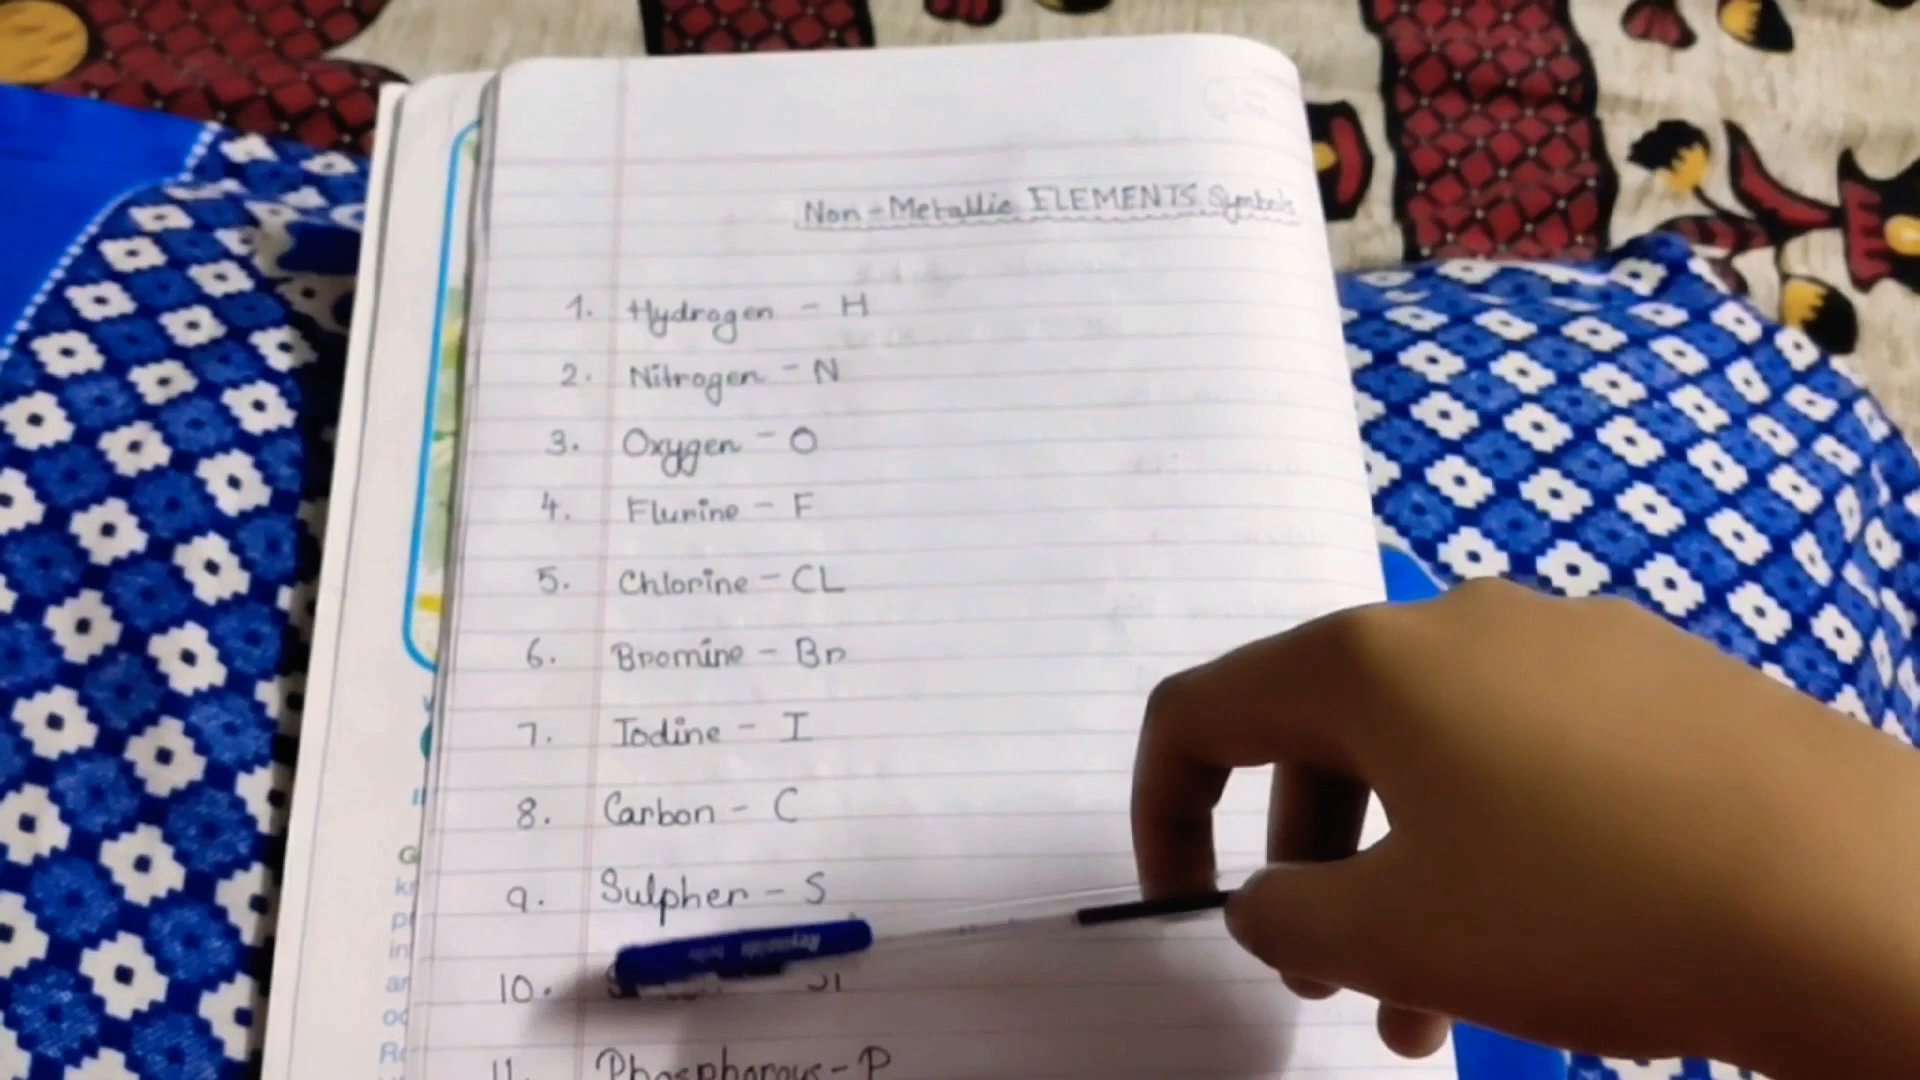 Non-Metallic ELEMENTS Symbols
1. Hydrogen - H
2. Nitrogen - N
3. Oxygen - O
4. Flurine - F
5. Chlorine - CL
6. Bromine - Br
7. Iodine - I
8. Carbon - C
9. Sulpher - S
10.
11. Phosphorous - P